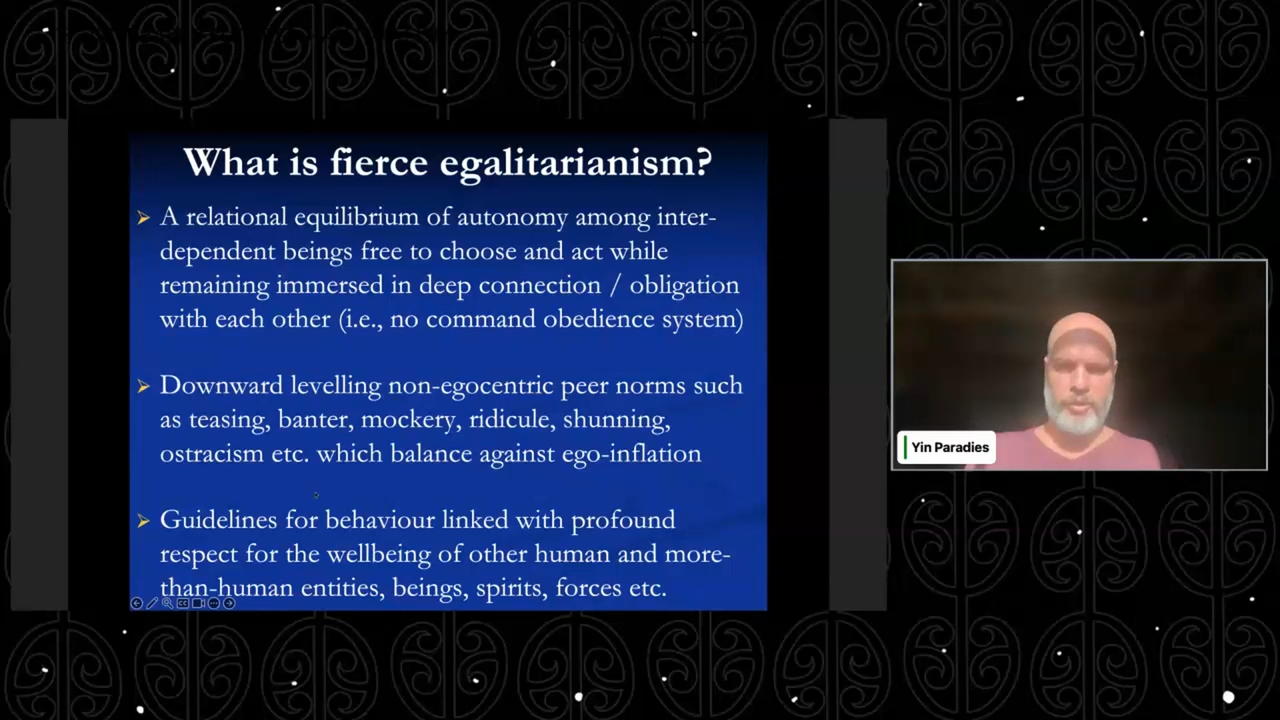 What is fierce egalitarianism?
A relational equilibrium of autonomy among inter-
dependent beings free to choose and act while
remaining immersed in deep connection / obligation
with each other (i.e., no command obedience system)
Downward levelling non-egocentric peer norms such
as teasing, banter, mockery, ridicule, shunning,
ostracism etc. which balance against ego-inflation
Guidelines for behaviour linked with profound
respect for the wellbeing of other human and more-
than-human entities, beings, spirits, forces etc.
Yin Paradies